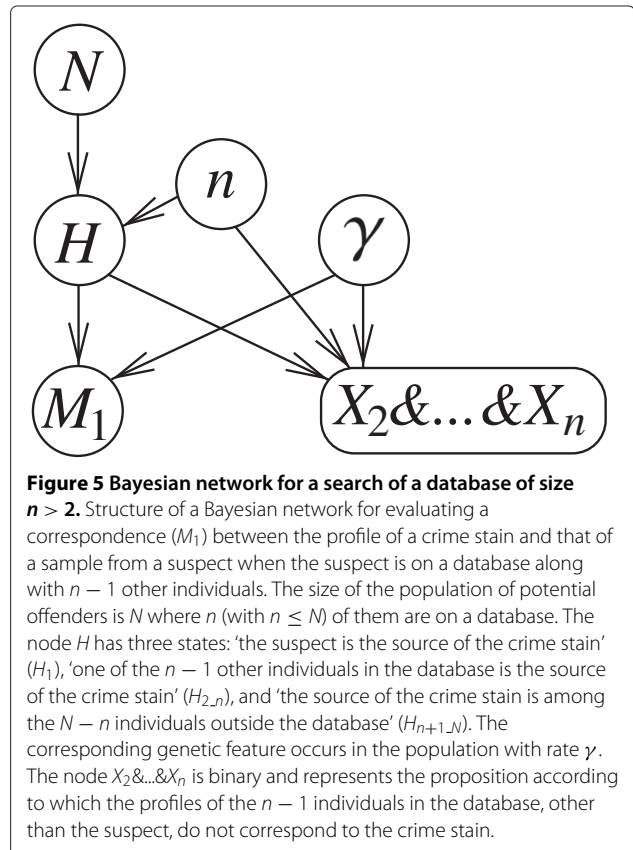 N
n
H
γ
M₁
X₂&...&Xₙ
Figure 5 Bayesian network for a search of a database of size
n > 2. Structure of a Bayesian network for evaluating a
correspondence (M₁) between the profile of a crime stain and that of
a sample from a suspect when the suspect is on a database along
with n − 1 other individuals. The size of the population of potential
offenders is N where n (with n ≤ N) of them are on a database. The
node H has three states: ‘the suspect is the source of the crime stain’
(H₁), ‘one of the n − 1 other individuals in the database is the source
of the crime stain’ (H₂_ₙ), and ‘the source of the crime stain is among
the N − n individuals outside the database’ (Hₙ₊₁_N). The
corresponding genetic feature occurs in the population with rate γ.
The node X₂&...&Xₙ is binary and represents the proposition according
to which the profiles of the n − 1 individuals in the database, other
than the suspect, do not correspond to the crime stain.